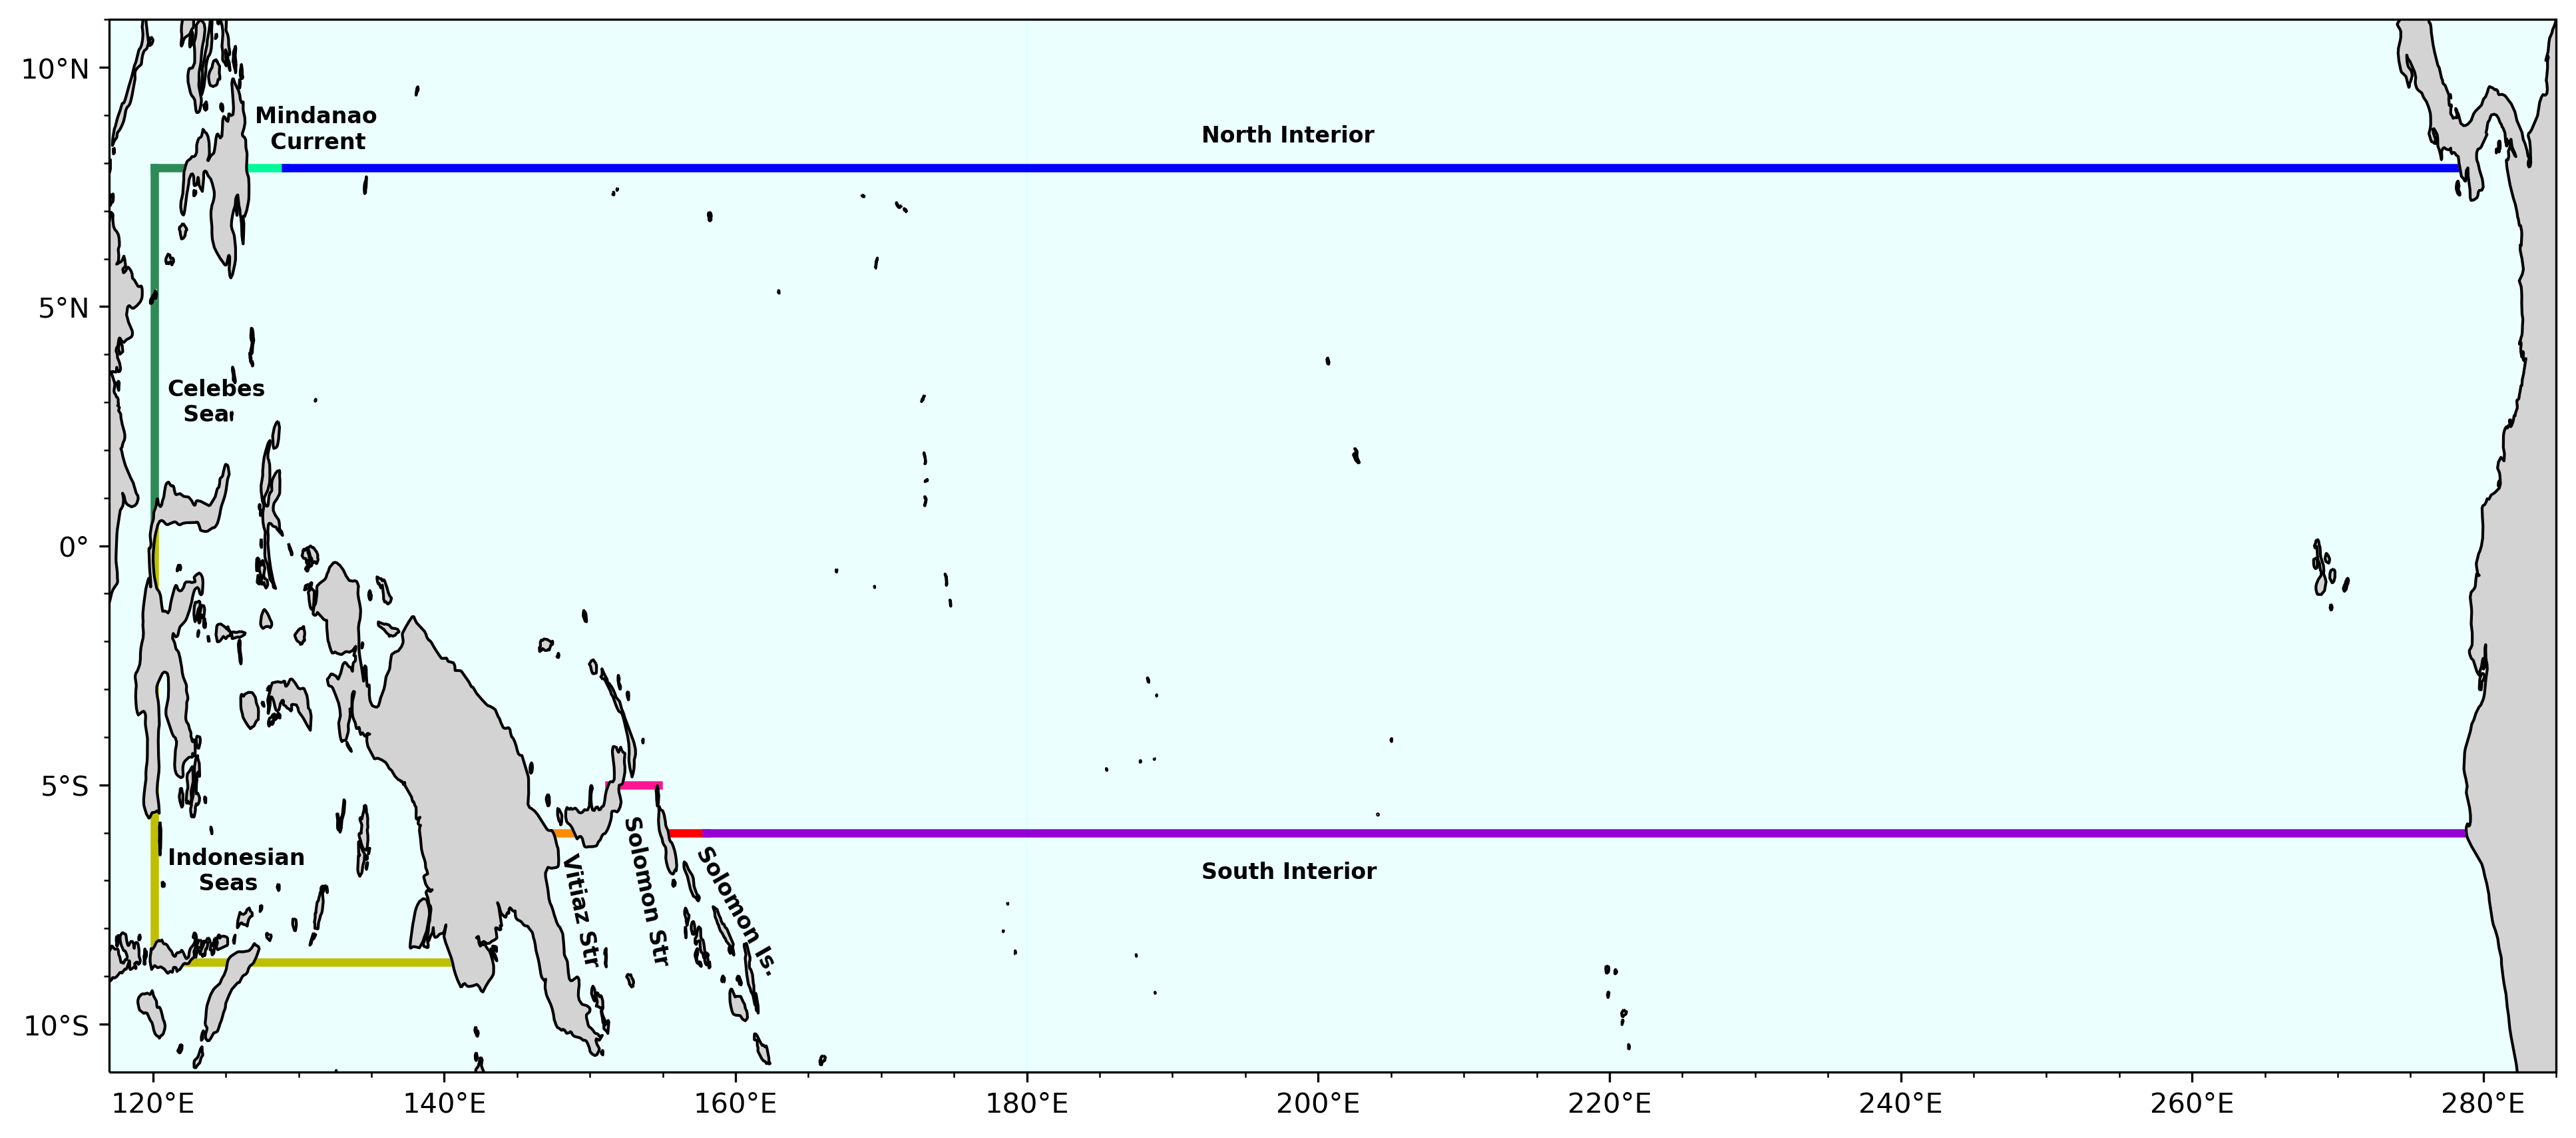 10°N
5°N
0°
5°S
10°S
Mindanao
Current
North Interior
Celebes
Sea
Indonesian
Seas
Vitiaz Str
Solomon Str
Solomon Is.
South Interior
120°E
140°E
160°E
180°E
200°E
220°E
240°E
260°E
280°E